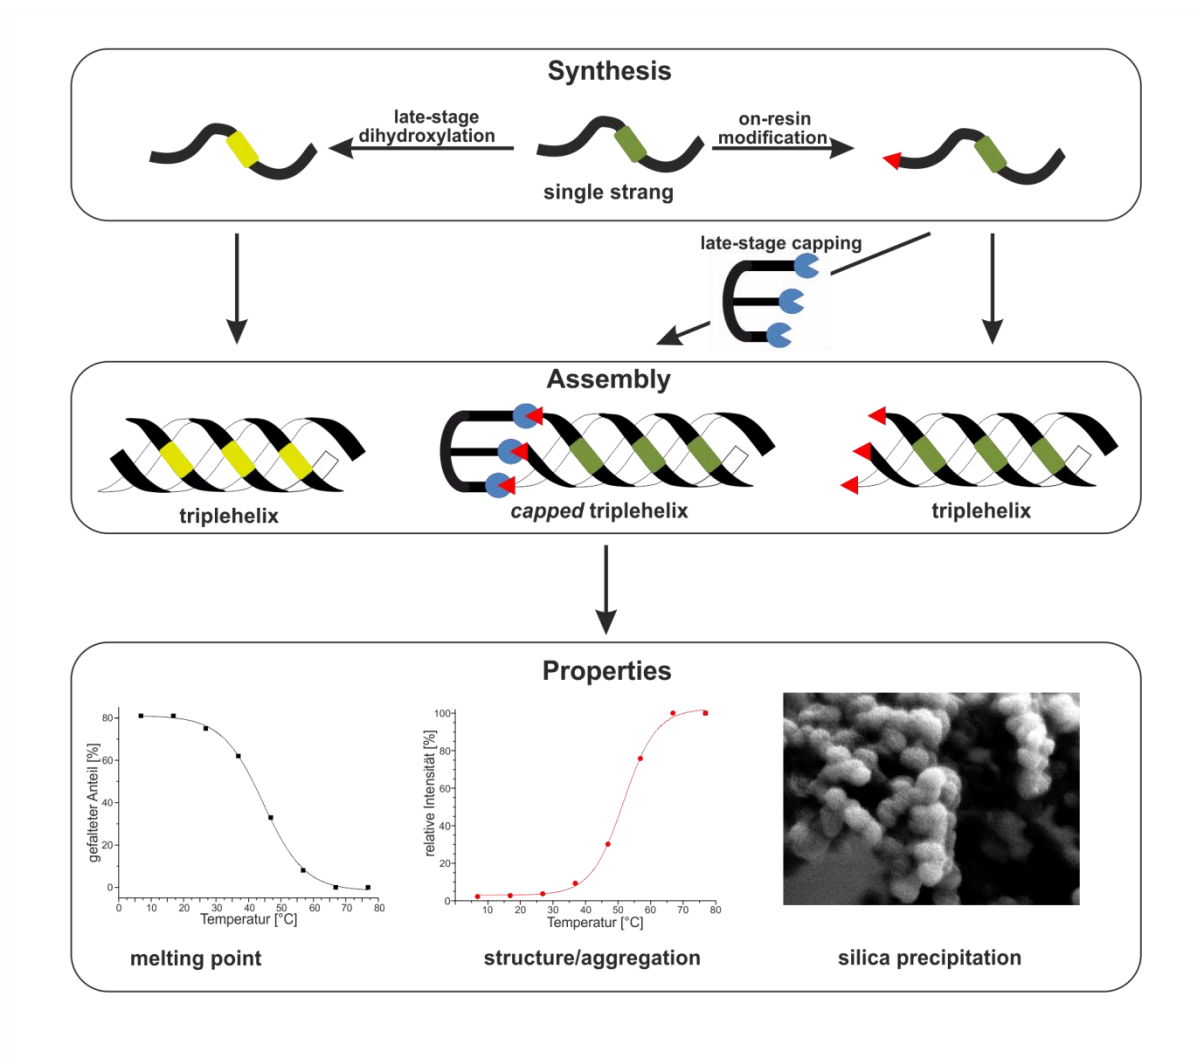 Synthesis
late-stage
dihydroxylation
on-resin
modification
single strang
late-stage capping
Assembly
triplehelix
capped triplehelix
triplehelix
Properties
gefalteter Anteil [%]
80
60
40
20
0
0 10 20 30 40 50 60 70 80
Temperatur [°C]
relative Intensität [%]
100
80
60
40
20
0
10 20 30 40 50 60 70 80
Temperatur [°C]
melting point
structure/aggregation
silica precipitation